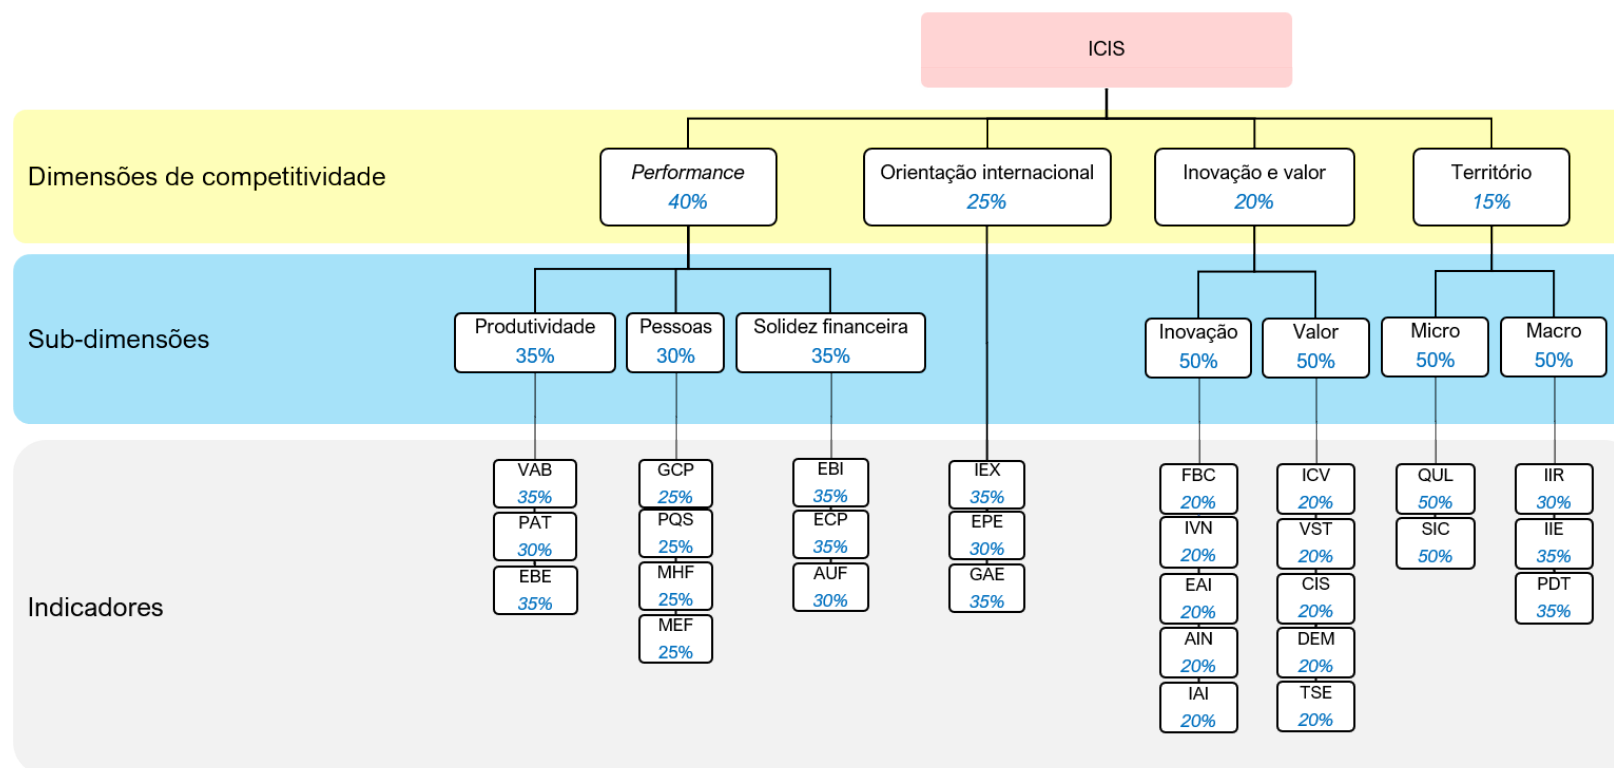 ICIS
Dimensões de competitividade
Performance
40%
Orientação internacional
25%
Inovação e valor
20%
Território
15%
Sub-dimensões
Produtividade
35%
Pessoas
30%
Solidez financeira
35%
Inovação
50%
Valor
50%
Micro
50%
Macro
50%
Indicadores
VAB
35%
PAT
30%
EBE
35%
GCP
25%
PQS
25%
MHF
25%
MEF
25%
EBI
35%
ECP
35%
AUF
30%
IEX
35%
EPE
30%
GAE
35%
FBC
20%
IVN
20%
EAI
20%
AIN
20%
IAI
20%
ICV
20%
VST
20%
CIS
20%
DEM
20%
TSE
20%
QUL
50%
SIC
50%
IIR
30%
IIE
35%
PDT
35%